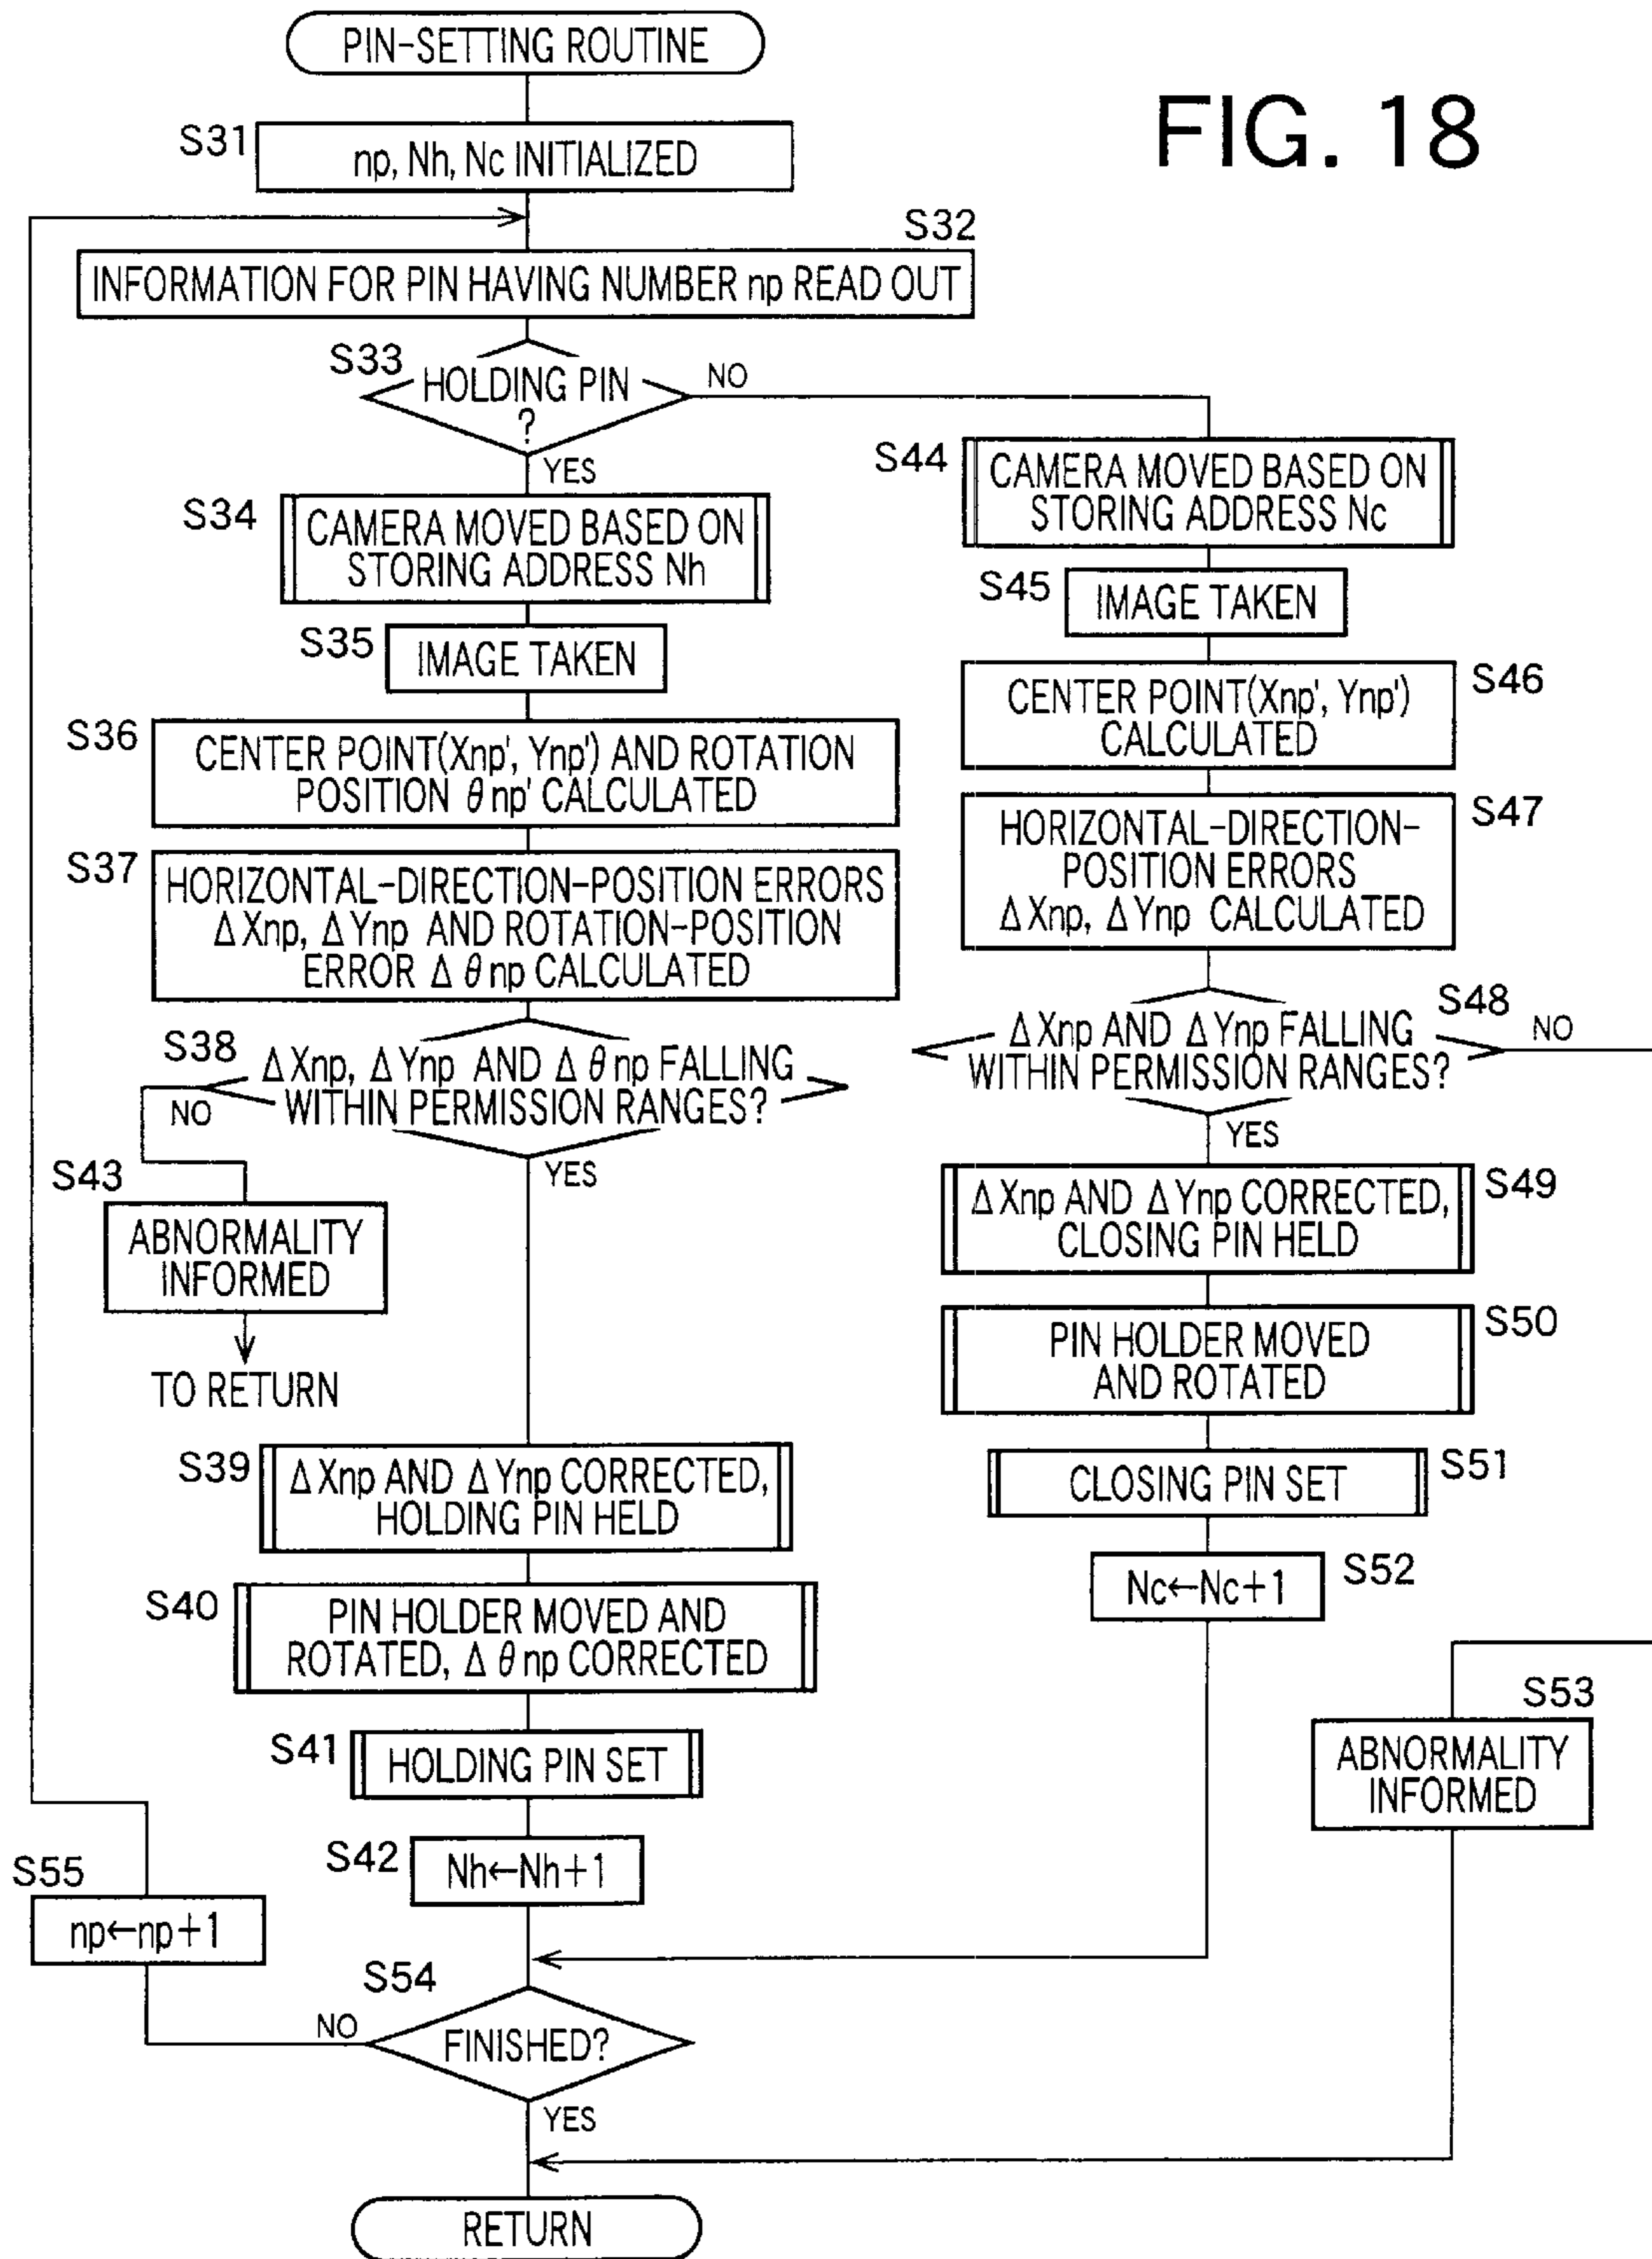 PIN-SETTING ROUTINE
FIG. 18
S31
np, Nh, Nc INITIALIZED
S32
INFORMATION FOR PIN HAVING NUMBER np READ OUT
S33
HOLDING PIN
?
NO
YES
S34
CAMERA MOVED BASED ON
STORING ADDRESS Nh
S35
IMAGE TAKEN
S36
CENTER POINT(Xnp', Ynp') AND ROTATION
POSITION θnp' CALCULATED
S37
HORIZONTAL-DIRECTION-POSITION ERRORS
ΔXnp, ΔYnp AND ROTATION-POSITION
ERROR Δθnp CALCULATED
S38
ΔXnp, ΔYnp AND Δθnp FALLING
WITHIN PERMISSION RANGES?
NO
YES
S43
ABNORMALITY
INFORMED
TO RETURN
S39
ΔXnp AND ΔYnp CORRECTED,
HOLDING PIN HELD
S40
PIN HOLDER MOVED AND
ROTATED, Δθnp CORRECTED
S41
HOLDING PIN SET
S42
Nh←Nh+1
S44
CAMERA MOVED BASED ON
STORING ADDRESS Nc
S45
IMAGE TAKEN
S46
CENTER POINT(Xnp', Ynp')
CALCULATED
S47
HORIZONTAL-DIRECTION-
POSITION ERRORS
ΔXnp, ΔYnp CALCULATED
S48
ΔXnp AND ΔYnp FALLING
WITHIN PERMISSION RANGES?
NO
YES
S49
ΔXnp AND ΔYnp CORRECTED,
CLOSING PIN HELD
S50
PIN HOLDER MOVED
AND ROTATED
S51
CLOSING PIN SET
S52
Nc←Nc+1
S53
ABNORMALITY
INFORMED
S54
FINISHED?
NO
YES
S55
np←np+1
RETURN